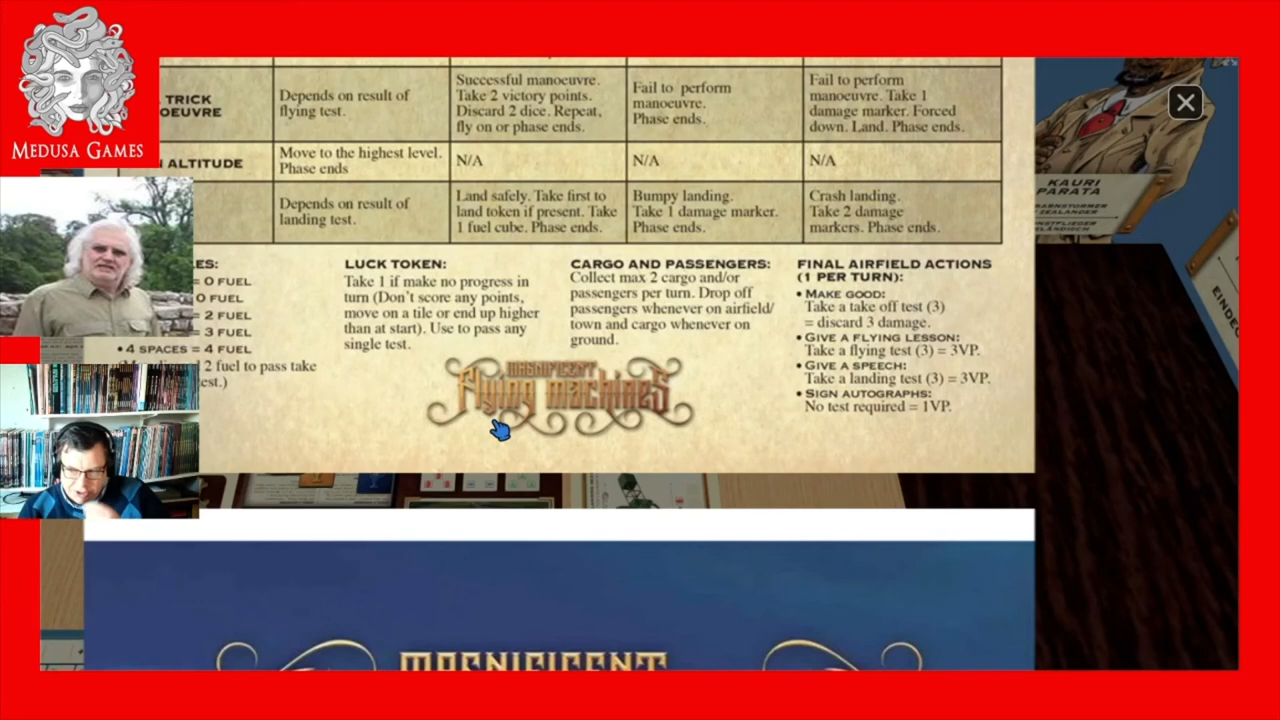 MEDUSA GAMES
TRICK
OEUVRE
Depends on result of
flying test.
Successful manoeuvre.
Take 2 victory points.
Discard 2 dice. Repeat,
fly on or phase ends.
Fail to perform
manoeuvre.
Phase ends.
Fail to perform
manoeuvre. Take 1
damage marker. Forced
down. Land. Phase ends.
ALTITUDE
Move to the highest level.
Phase ends
N/A
N/A
N/A
Depends on result of
landing test.
Land safely. Take first to
land token if present. Take
1 fuel cube. Phase ends.
Bumpy landing.
Take 1 damage marker.
Phase ends.
Crash landing.
Take 2 damage
markers. Phase ends.
ES:
= 0 FUEL
0 FUEL
= 2 FUEL
= 3 FUEL
• 4 SPACES = 4 FUEL
2 fuel to pass take
est.)
LUCK TOKEN:
Take 1 if make no progress in
turn (Don't score any points,
move on a tile or end up higher
than at start). Use to pass any
single test.
CARGO AND PASSENGERS:
Collect max 2 cargo and/or
passengers per turn. Drop off
passengers whenever on airfield/
town and cargo whenever on
ground.
FINAL AIRFIELD ACTIONS
(1 PER TURN):
• MAKE GOOD:
Take a take off test (3)
= discard 3 damage.
• GIVE A FLYING LESSON:
Take a flying test (3) = 3VP.
• GIVE A SPEECH:
Take a landing test (3) = 3VP.
• SIGN AUTOGRAPHS:
No test required = 1VP.
MAGNIFICENT
Flying machines
KAURI
PARATA
MAGNIFICENT